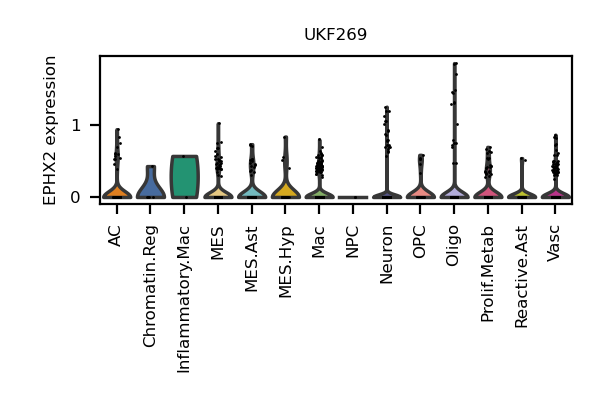 UKF269
EPHX2 expression
1
0
AC
Chromatin.Reg
Inflammatory.Mac
MES
MES.Ast
MES.Hyp
Mac
NPC
Neuron
OPC
Oligo
Prolif.Metab
Reactive.Ast
Vasc